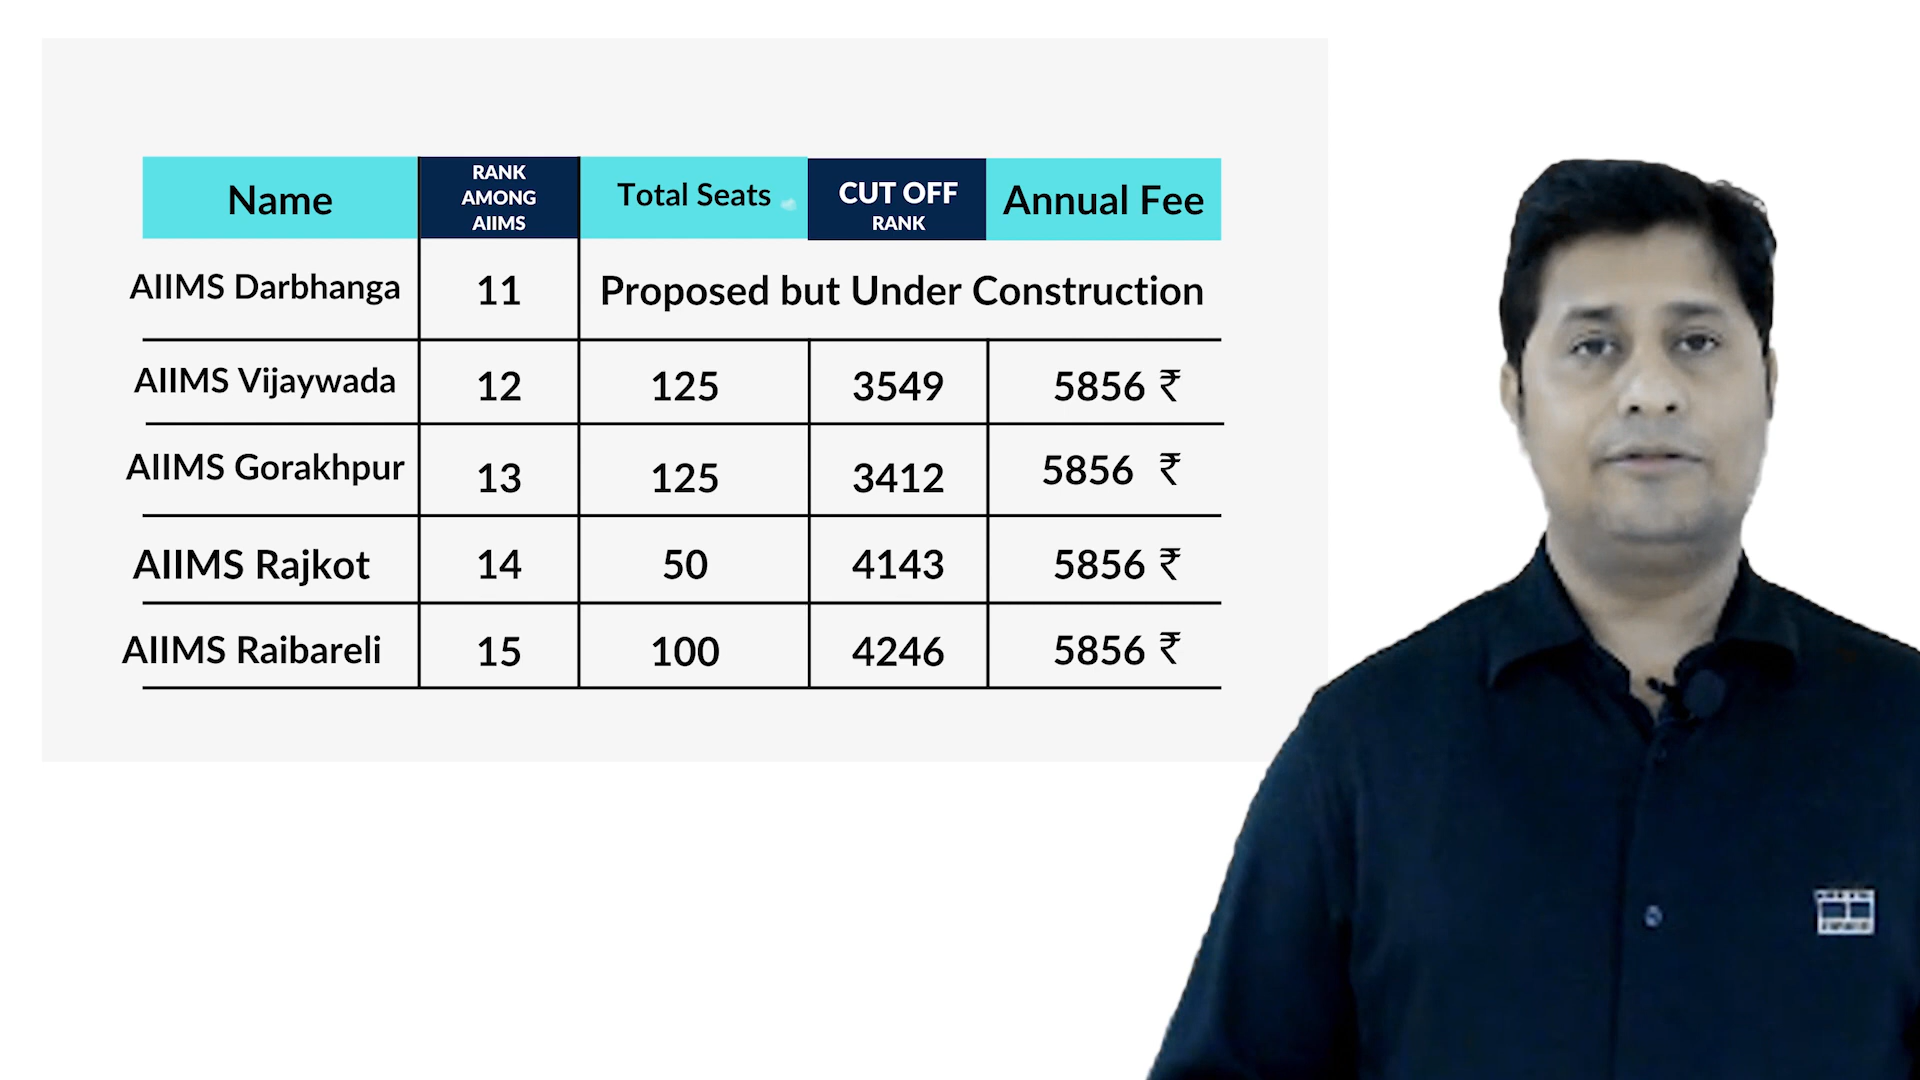 Name
RANK
AMONG
AIIMS
Total Seats
CUT OFF
RANK
Annual Fee
AIIMS Darbhanga 11 Proposed but Under Construction
AIIMS Vijaywada 12 125 3549 5856 ₹
AIIMS Gorakhpur 13 125 3412 5856 ₹
AIIMS Rajkot 14 50 4143 5856 ₹
AIIMS Raibareli 15 100 4246 5856 ₹